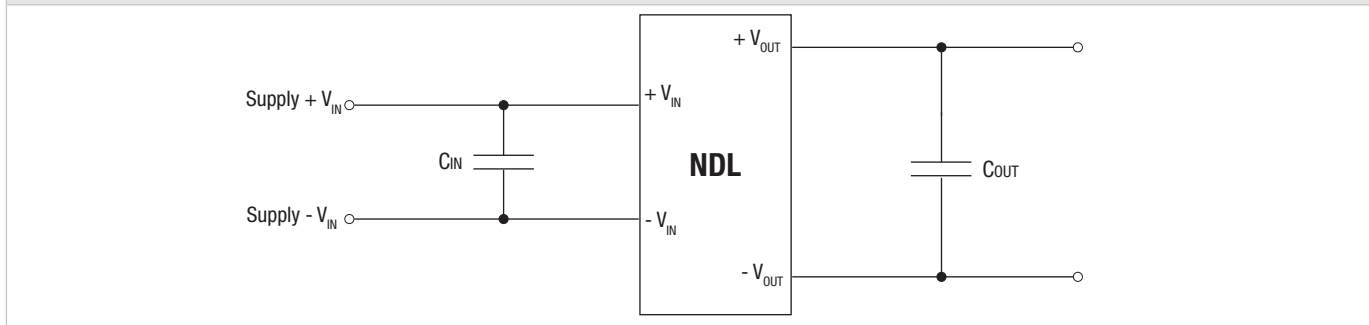 + VOUT
Supply + VIN
+ VIN
CIN
NDL
COUT
Supply - VIN
- VIN
- VOUT